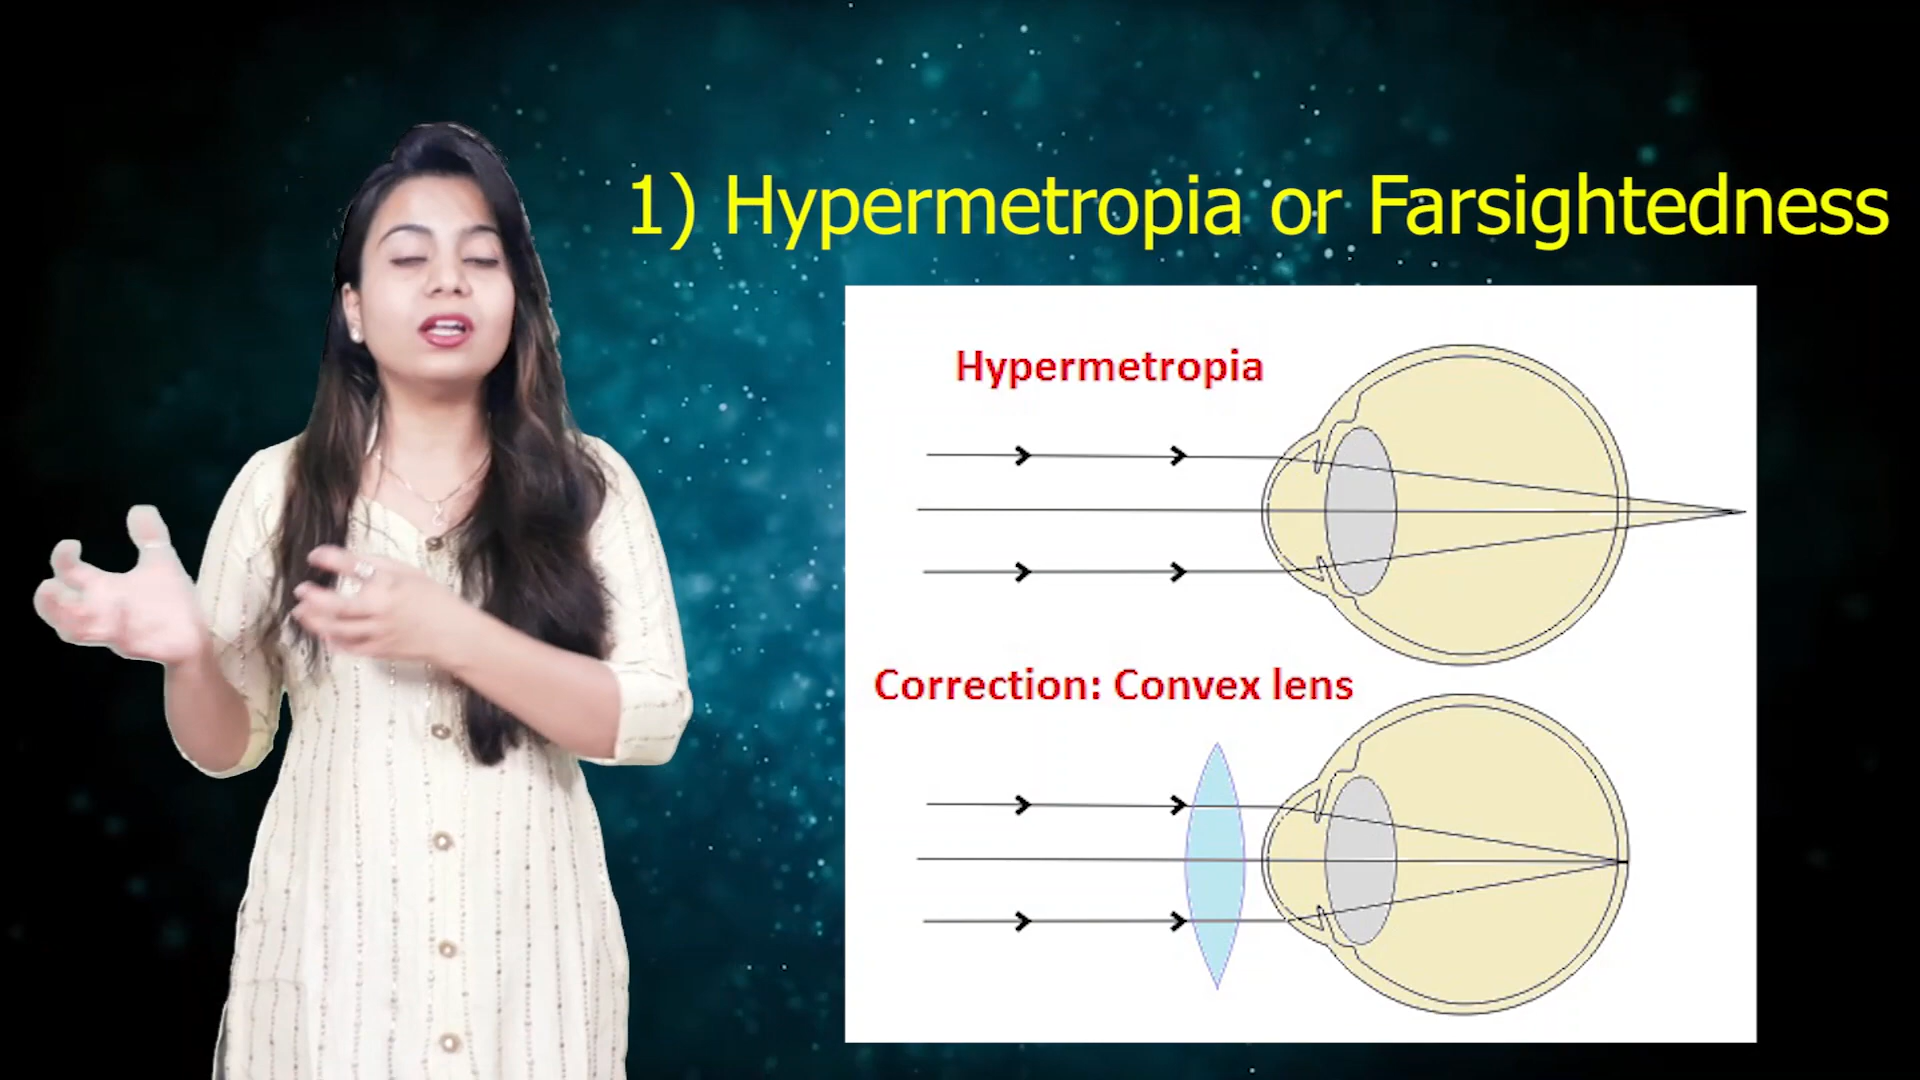 1) Hypermetropia or Farsightedness
Hypermetropia
Correction: Convex lens